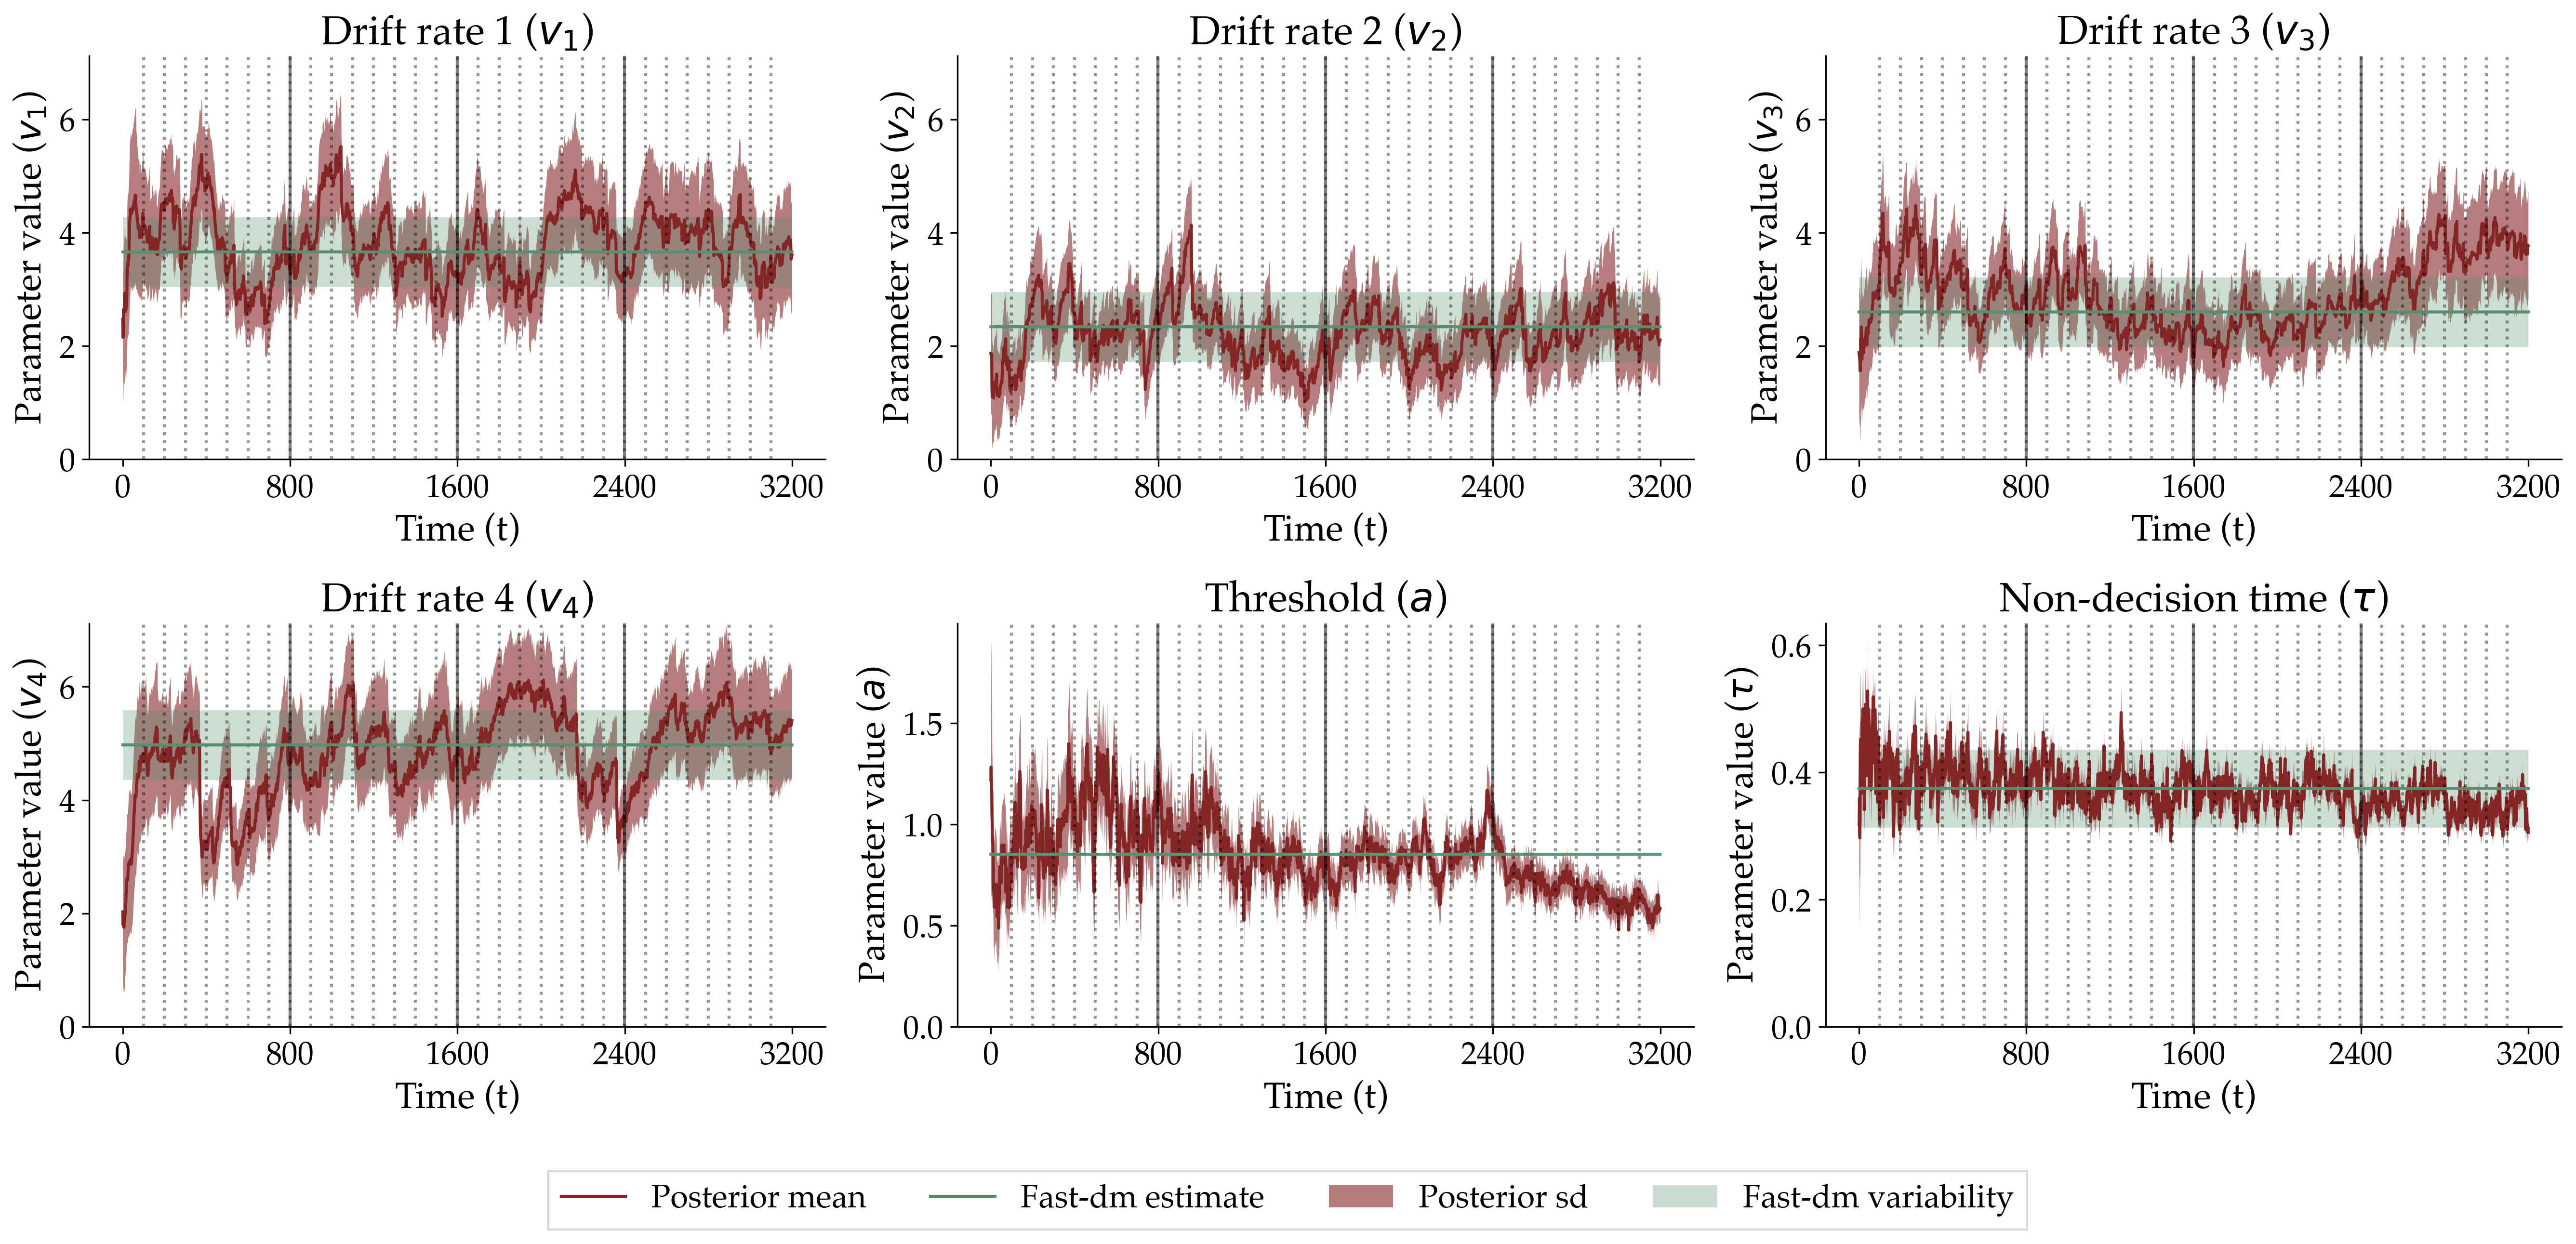 Drift rate 1 (v₁)
Parameter value (v₁)
6
4
2
0
0 800 1600 2400 3200
Time (t)
Drift rate 2 (v₂)
Parameter value (v₂)
6
4
2
0
0 800 1600 2400 3200
Time (t)
Drift rate 3 (v₃)
Parameter value (v₃)
6
4
2
0
0 800 1600 2400 3200
Time (t)
Drift rate 4 (v₄)
Parameter value (v₄)
6
4
2
0
0 800 1600 2400 3200
Time (t)
Threshold (a)
Parameter value (a)
1.5
1.0
0.5
0.0
0 800 1600 2400 3200
Time (t)
Non-decision time (τ)
Parameter value (τ)
0.6
0.4
0.2
0.0
0 800 1600 2400 3200
Time (t)
Posterior mean Fast-dm estimate Posterior sd Fast-dm variability